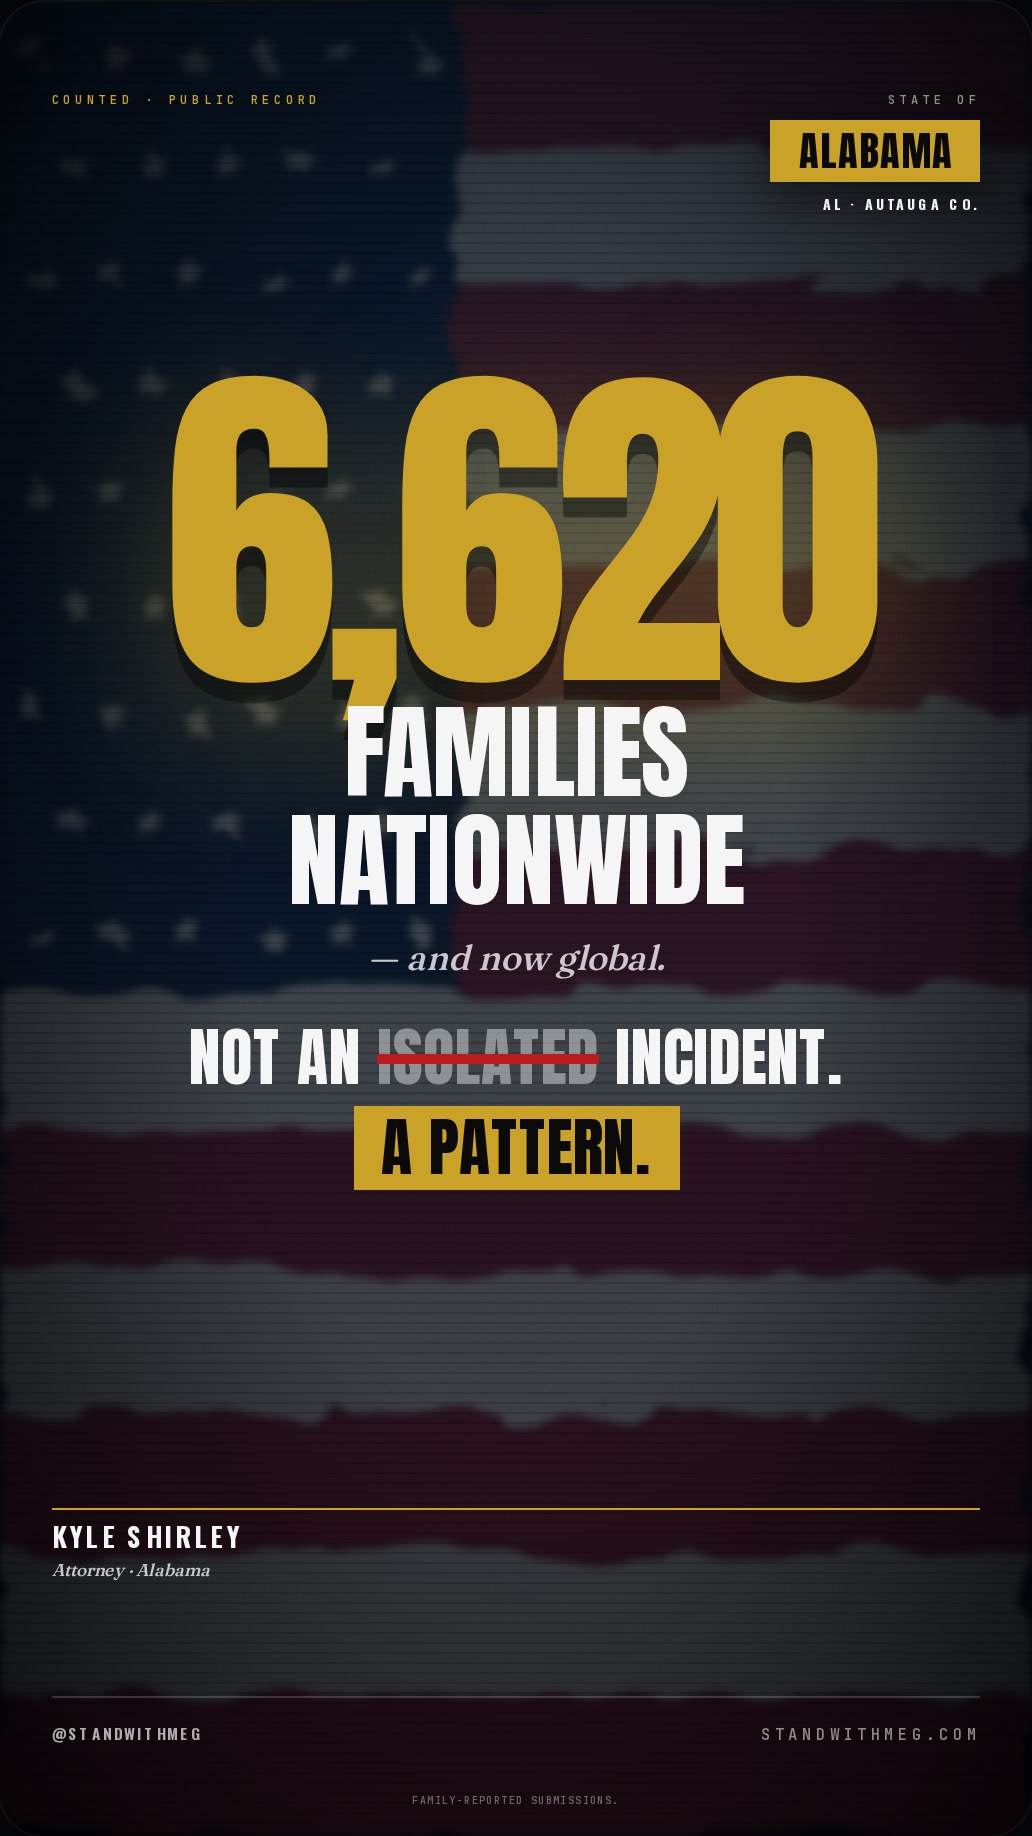 COUNTED · PUBLIC RECORD
STATE OF
ALABAMA
AL · AUTAUGA CO.
6,620
FAMILIES
NATIONWIDE
— and now global.
NOT AN ISOLATED INCIDENT.
A PATTERN.
KYLE SHIRLEY
Attorney · Alabama
@STANDWITHMEG
STANDWITHMEG.COM
FAMILY-REPORTED SUBMISSIONS.